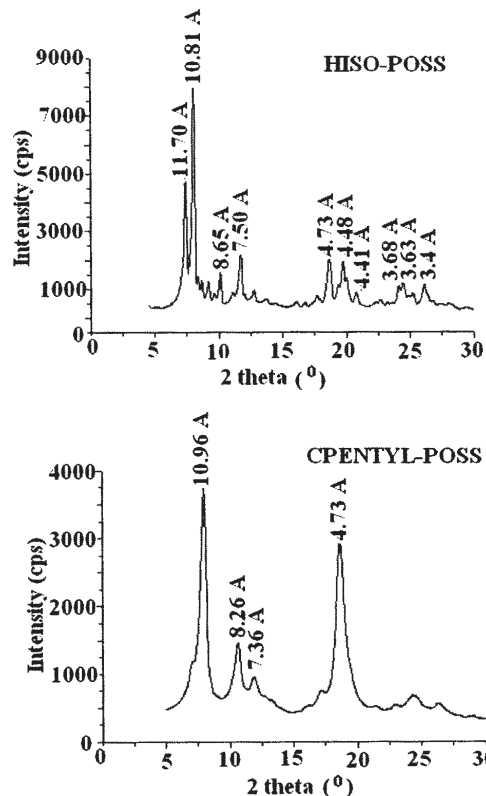 HISO-POSS
Intensity (cps)
9000
7000
5000
3000
1000
11.70 A
10.81 A
8.65 A
7.50 A
4.73 A
4.48 A
4.41 A
3.68 A
3.63 A
3.4 A
0 5 10 15 20 25 30
2 theta (⁰)
CPENTYL-POSS
Intensity (cps)
4000
3000
2000
1000
0
10.96 A
8.26 A
7.36 A
4.73 A
0 5 10 15 20 25 30
2 theta (⁰)